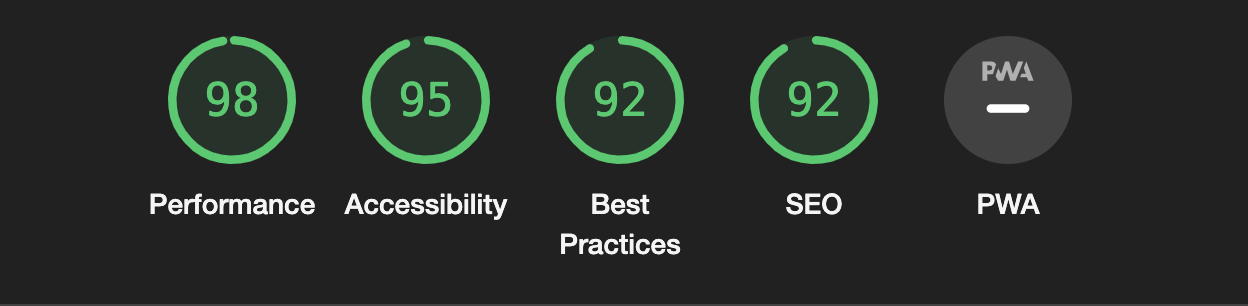 98
95
92
92
PWA
Performance
Accessibility
Best
Practices
SEO
PWA